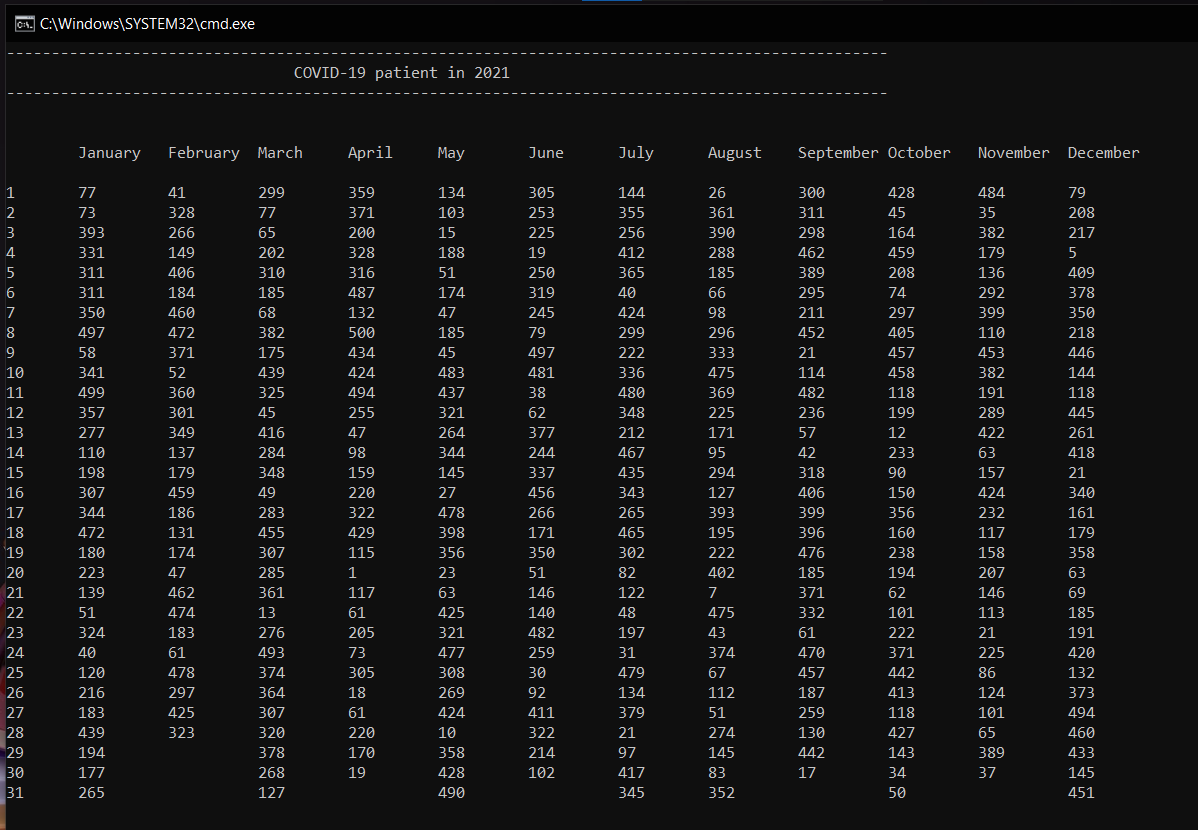 C:\Windows\SYSTEM32\cmd.exe
--------------------------------------------------------------------------------------------------
COVID-19 patient in 2021
--------------------------------------------------------------------------------------------------
January February March April May June July August September October November December
1 77 41 299 359 134 305 144 26 300 428 484 79
2 73 328 77 371 103 253 355 361 311 45 35 208
3 393 266 65 200 15 225 256 390 298 164 382 217
4 331 149 202 328 188 19 412 288 462 459 179 5
5 311 406 310 316 51 250 365 185 389 208 136 409
6 311 184 185 487 174 319 40 66 295 74 292 378
7 350 460 68 132 47 245 424 98 211 297 399 350
8 497 472 382 500 185 79 299 296 452 405 110 218
9 58 371 175 434 45 497 222 333 21 457 453 446
10 341 52 439 424 483 481 336 475 114 458 382 144
11 499 360 325 494 437 38 480 369 482 118 191 118
12 357 301 45 255 321 62 348 225 236 199 289 445
13 277 349 416 47 264 377 212 171 57 12 422 261
14 110 137 284 98 344 244 467 95 42 233 63 418
15 198 179 348 159 145 337 435 294 318 90 157 21
16 307 459 49 220 27 456 343 127 406 150 424 340
17 344 186 283 322 478 266 265 393 399 356 232 161
18 472 131 455 429 398 171 465 195 396 160 117 179
19 180 174 307 115 356 350 302 222 476 238 158 358
20 223 47 285 1 23 51 82 402 185 194 207 63
21 139 462 361 117 63 146 122 7 371 62 146 69
22 51 474 13 61 425 140 48 475 332 101 113 185
23 324 183 276 205 321 482 197 43 61 222 21 191
24 40 61 493 73 477 259 31 374 470 371 225 420
25 120 478 374 305 308 30 479 67 457 442 86 132
26 216 297 364 18 269 92 134 112 187 413 124 373
27 183 425 307 61 424 411 379 51 259 118 101 494
28 439 323 320 220 10 322 21 274 130 427 65 460
29 194 378 170 358 214 97 145 442 143 389 433
30 177 268 19 428 102 417 83 17 34 37 145
31 265 127 490 345 352 50 451